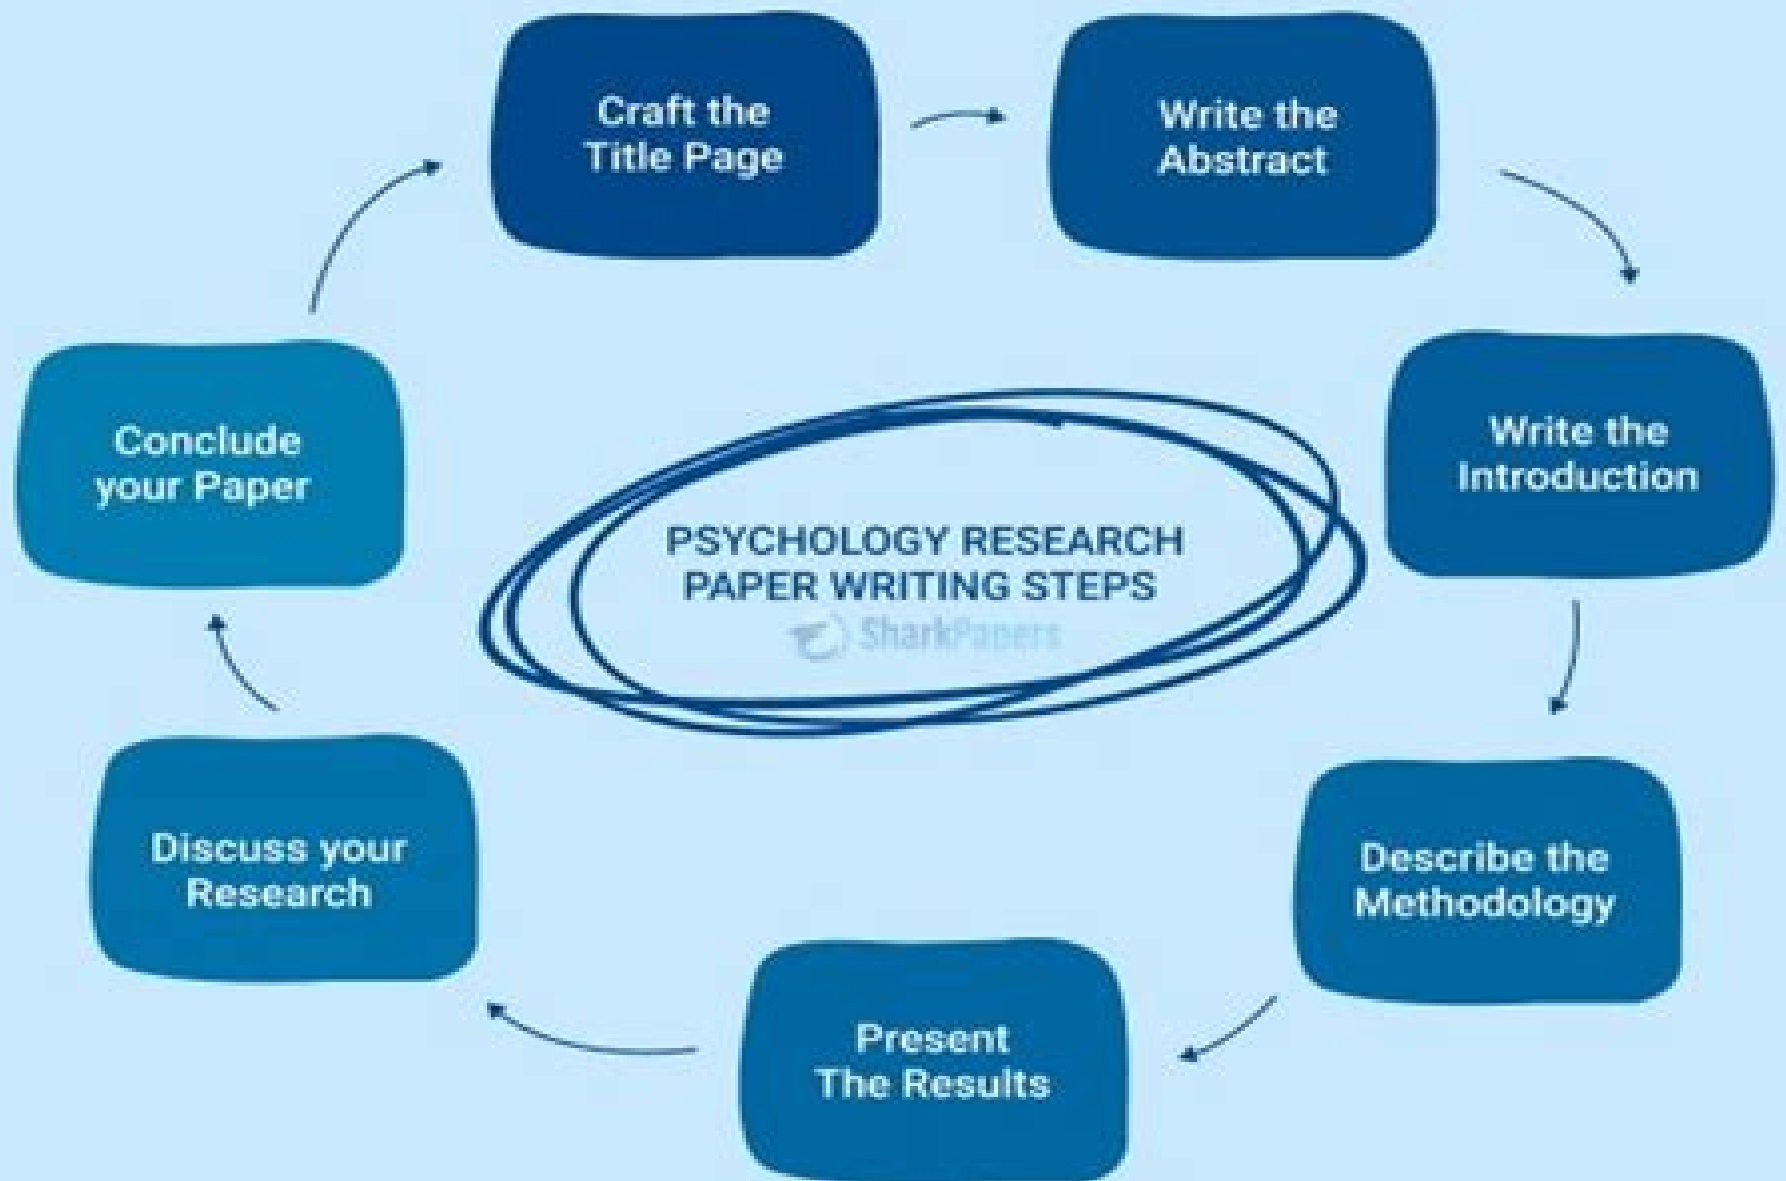 Craft the
Title Page
Write the
Abstract
Write the
Introduction
Describe the
Methodology
Present
The Results
Discuss your
Research
Conclude
your Paper
PSYCHOLOGY RESEARCH
PAPER WRITING STEPS
SharkPapers